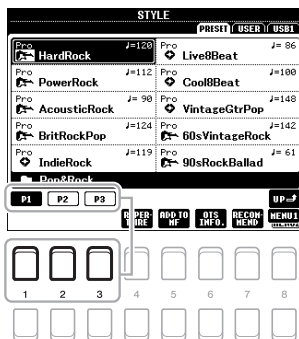 STYLE
PRESET USER USB1
Pro ♩=120 Pro ♩= 86
HardRock Live8Beat
Pro ♩=112 Pro ♩=100
PowerRock Cool8Beat
Pro ♩= 90 Pro ♩=148
AcousticRock VintageGtrPop
Pro ♩=124 Pro ♩=142
BritRockPop 60sVintageRock
Pro ♩=119 Pro ♩= 61
IndieRock 90sRockBallad
Pop&Rock
P1 P2 P3 UP
ADD TO OTS RECOM- MENU1
MF INFO. MEND
1 2 3 4 5 6 7 8